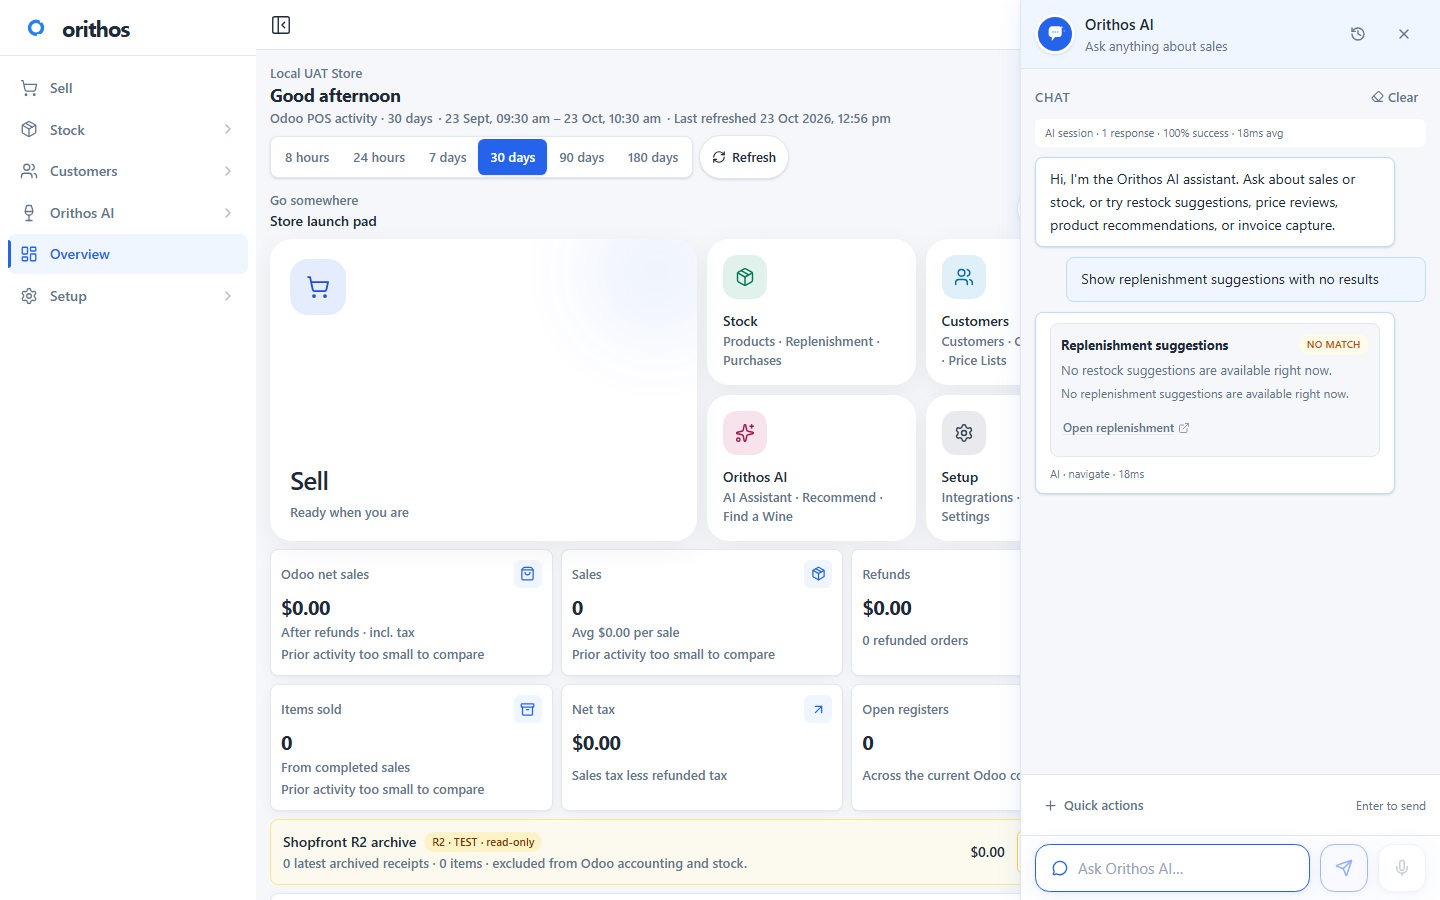 orithos
Sell
Stock
Customers
Orithos AI
Overview
Setup
Local UAT Store
Good afternoon
Odoo POS activity · 30 days · 23 Sept, 09:30 am – 23 Oct, 10:30 am · Last refreshed 23 Oct 2026, 12:56 pm
8 hours 24 hours 7 days 30 days 90 days 180 days Refresh
Go somewhere
Store launch pad
Sell
Ready when you are
Stock
Products · Replenishment ·
Purchases
Customers
Customers ·
· Price Lists
Orithos AI
AI Assistant · Recommend ·
Find a Wine
Setup
Integrations ·
Settings
Odoo net sales
$0.00
After refunds · incl. tax
Prior activity too small to compare
Sales
0
Avg $0.00 per sale
Prior activity too small to compare
Refunds
$0.00
0 refunded orders
Items sold
0
From completed sales
Prior activity too small to compare
Net tax
$0.00
Sales tax less refunded tax
Open registers
0
Across the current Odoo
Shopfront R2 archive R2 · TEST · read-only
0 latest archived receipts · 0 items · excluded from Odoo accounting and stock.
$0.00
Orithos AI
Ask anything about sales
CHAT
Clear
AI session · 1 response · 100% success · 18ms avg
Hi, I'm the Orithos AI assistant. Ask about sales or
stock, or try restock suggestions, price reviews,
product recommendations, or invoice capture.
Show replenishment suggestions with no results
Replenishment suggestions NO MATCH
No restock suggestions are available right now.
No replenishment suggestions are available right now.
Open replenishment
AI · navigate · 18ms
Quick actions
Enter to send
Ask Orithos AI...